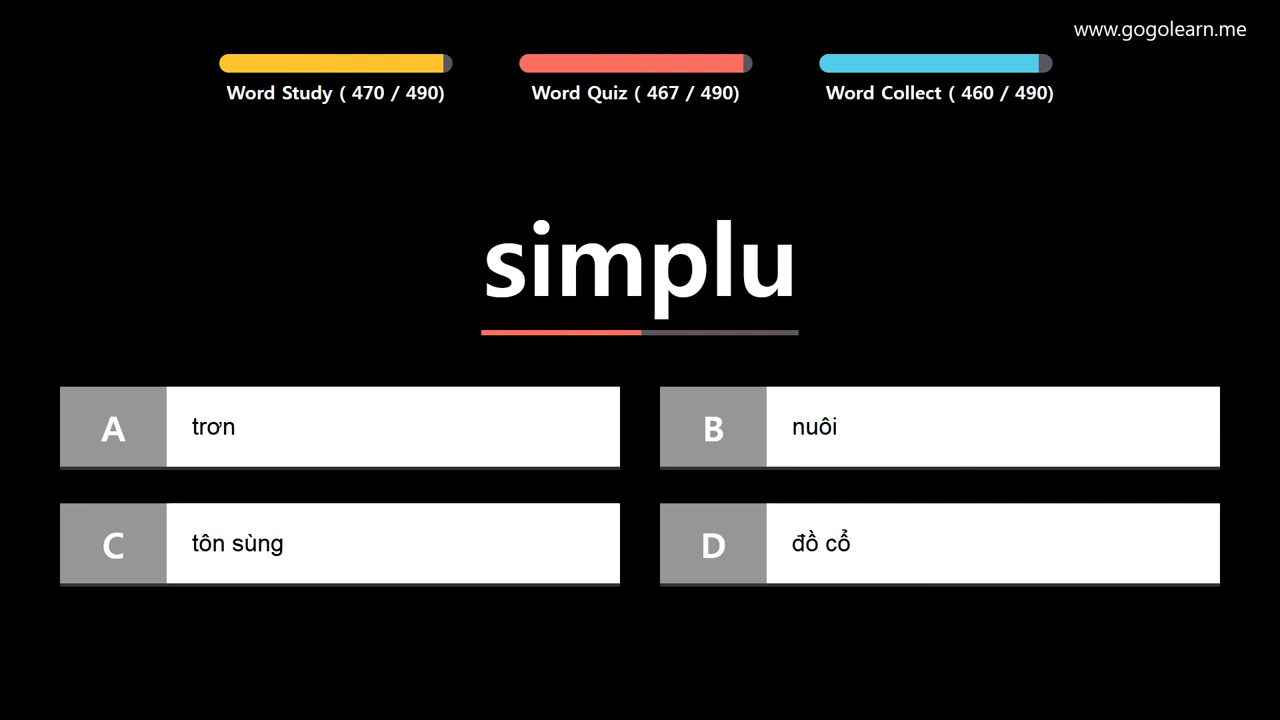 www.gogolearn.me
Word Study ( 470 / 490)
Word Quiz ( 467 / 490)
Word Collect ( 460 / 490)
simplu
A trơn
B nuôi
C tôn sùng
D đồ cổ